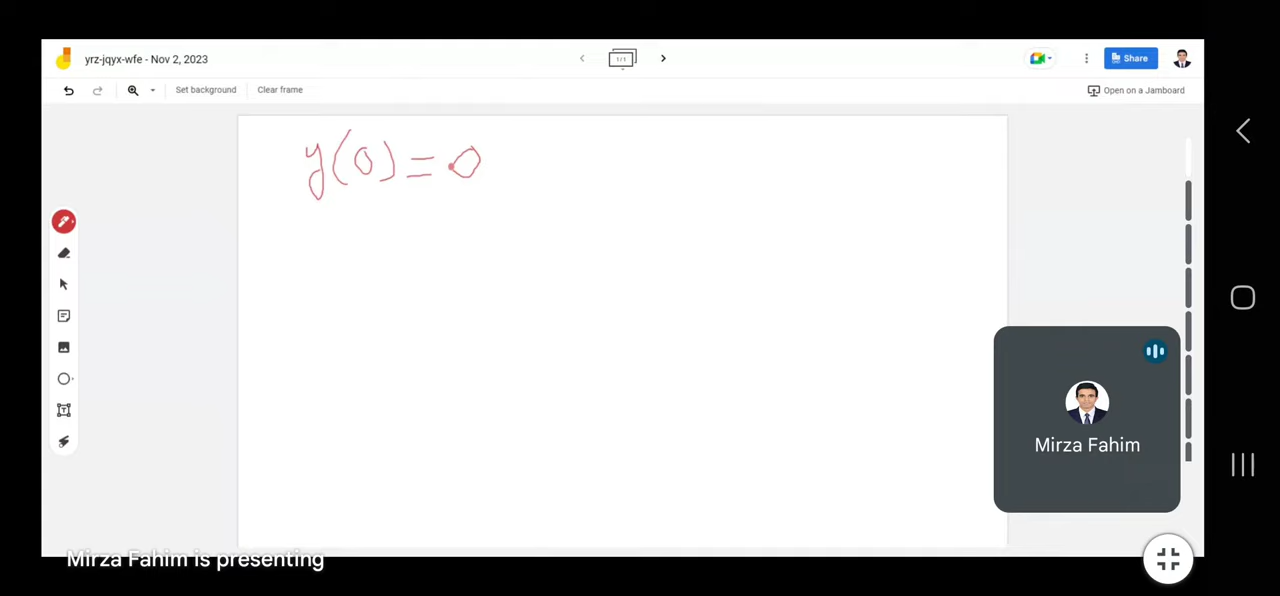 yrz-jqyx-wfe - Nov 2, 2023
1/1
Share
Set background
Clear frame
Open on a Jamboard
y(0)=0
Mirza Fahim
Mirza Fahim is presenting